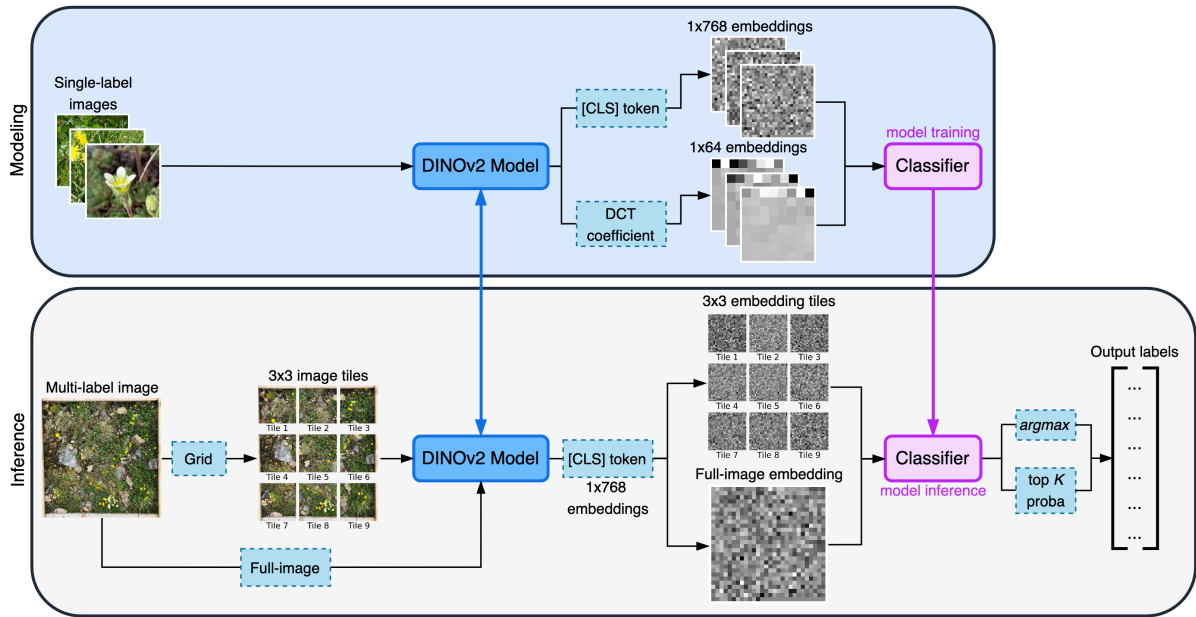 Modeling
Single-label
images
DINOv2 Model
[CLS] token
DCT
coefficient
1x768 embeddings
1x64 embeddings
model training
Classifier
Inference
Multi-label image
Grid
3x3 image tiles
Tile 1 Tile 2 Tile 3
Tile 4 Tile 5 Tile 6
Tile 7 Tile 8 Tile 9
Full-image
DINOv2 Model
[CLS] token
1x768
embeddings
3x3 embedding tiles
Tile 1 Tile 2 Tile 3
Tile 4 Tile 5 Tile 6
Tile 7 Tile 8 Tile 9
Full-image embedding
Classifier
model inference
argmax
top K
proba
Output labels
...
...
...
...
...
...